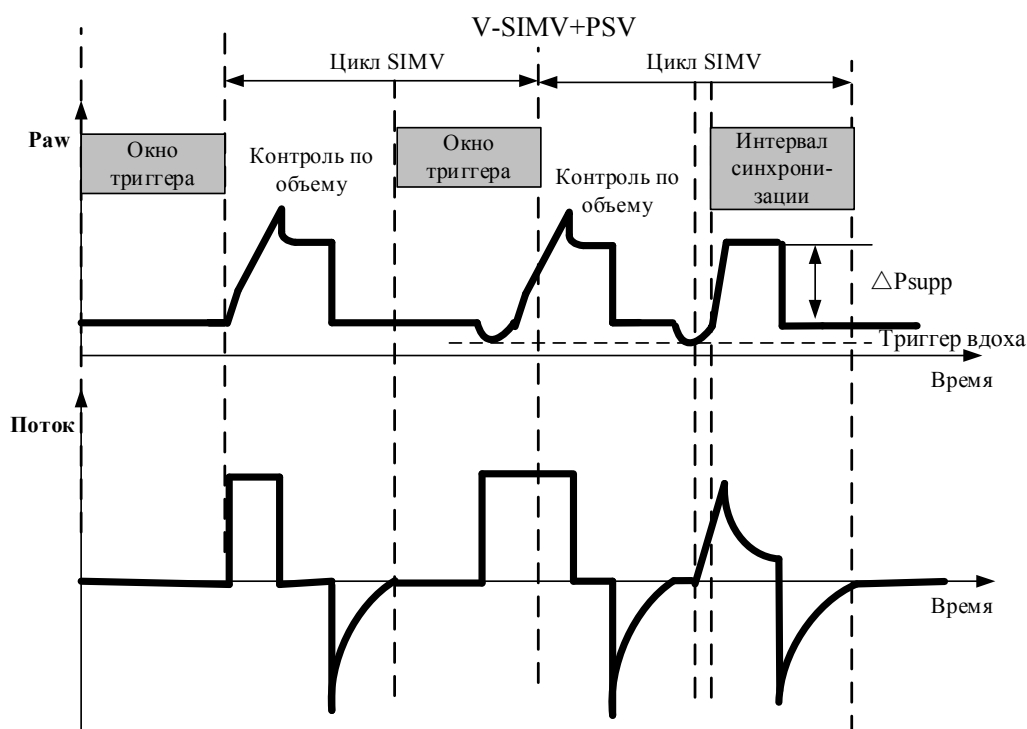 V-SIMV+PSV
Цикл SIMV
Цикл SIMV
Paw
Окно
триггера
Контроль по
объему
Окно
триггера
Контроль по
объему
Интервал
синхрони-
зации
△Psupp
Триггер вдоха
Время
Поток
Время